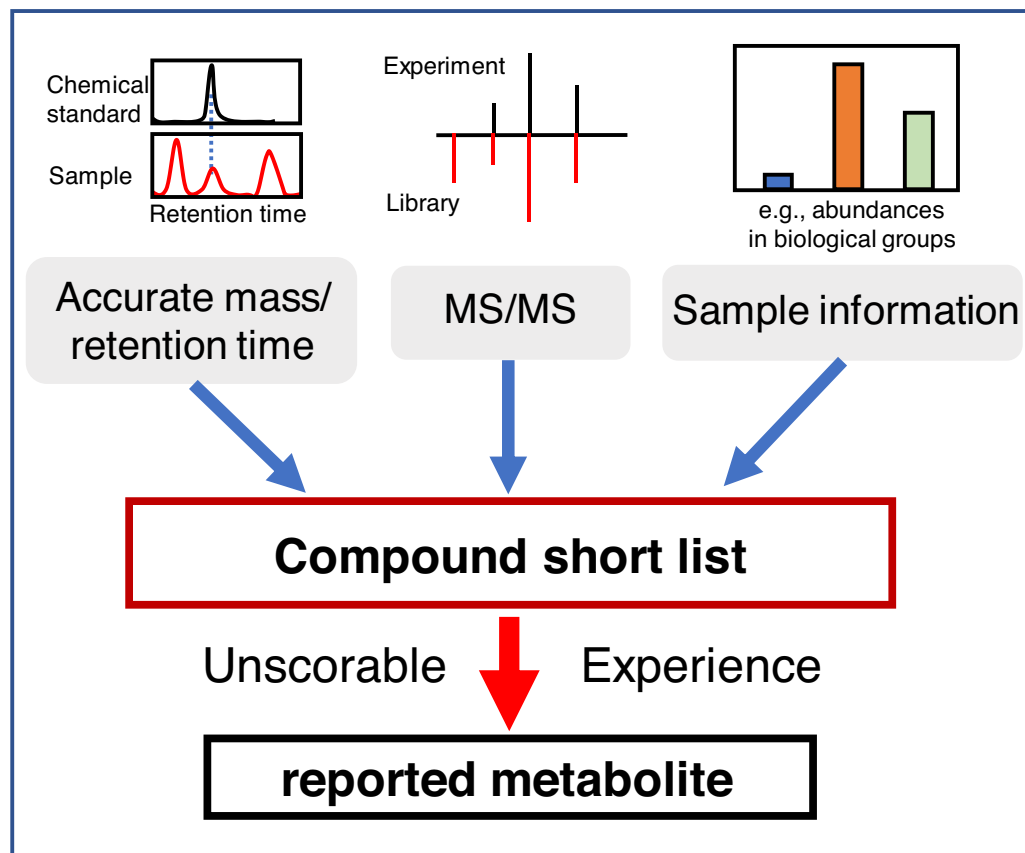 Chemical
standard
Sample
Retention time
Experiment
Library
e.g., abundances
in biological groups
Accurate mass/
retention time
MS/MS
Sample information
Compound short list
Unscorable
Experience
reported metabolite